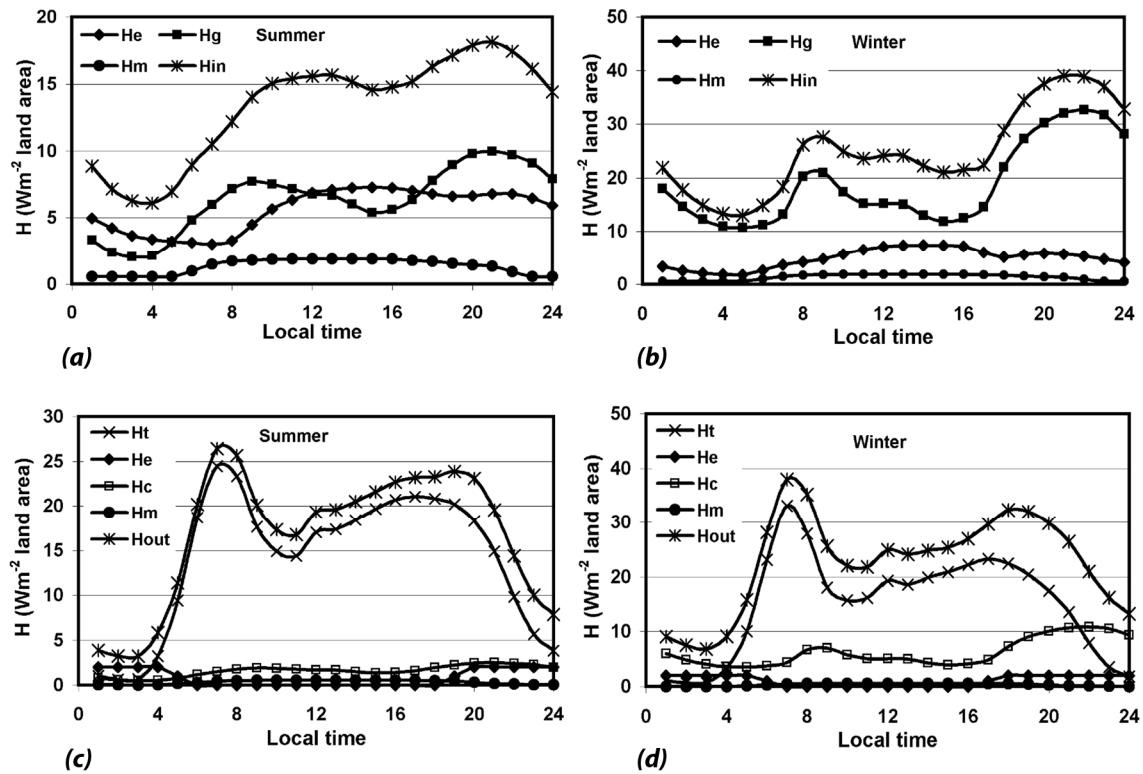 20
15
10
5
0
H (Wm-2 land area)
He Hg Summer
Hm Hin
0 4 8 12 16 20 24
Local time
(a)
50
40
30
20
10
0
H (Wm-2 land area)
He Hg Winter
Hm Hin
0 4 8 12 16 20 24
Local time
(b)
30
25
20
15
10
5
0
H (Wm-2 land area)
Ht Summer
He
Hc
Hm
Hout
0 4 8 12 16 20 24
Local time
(c)
50
40
30
20
10
0
H (Wm-2 land area)
Ht Winter
He
Hc
Hm
Hout
0 4 8 12 16 20 24
Local time
(d)